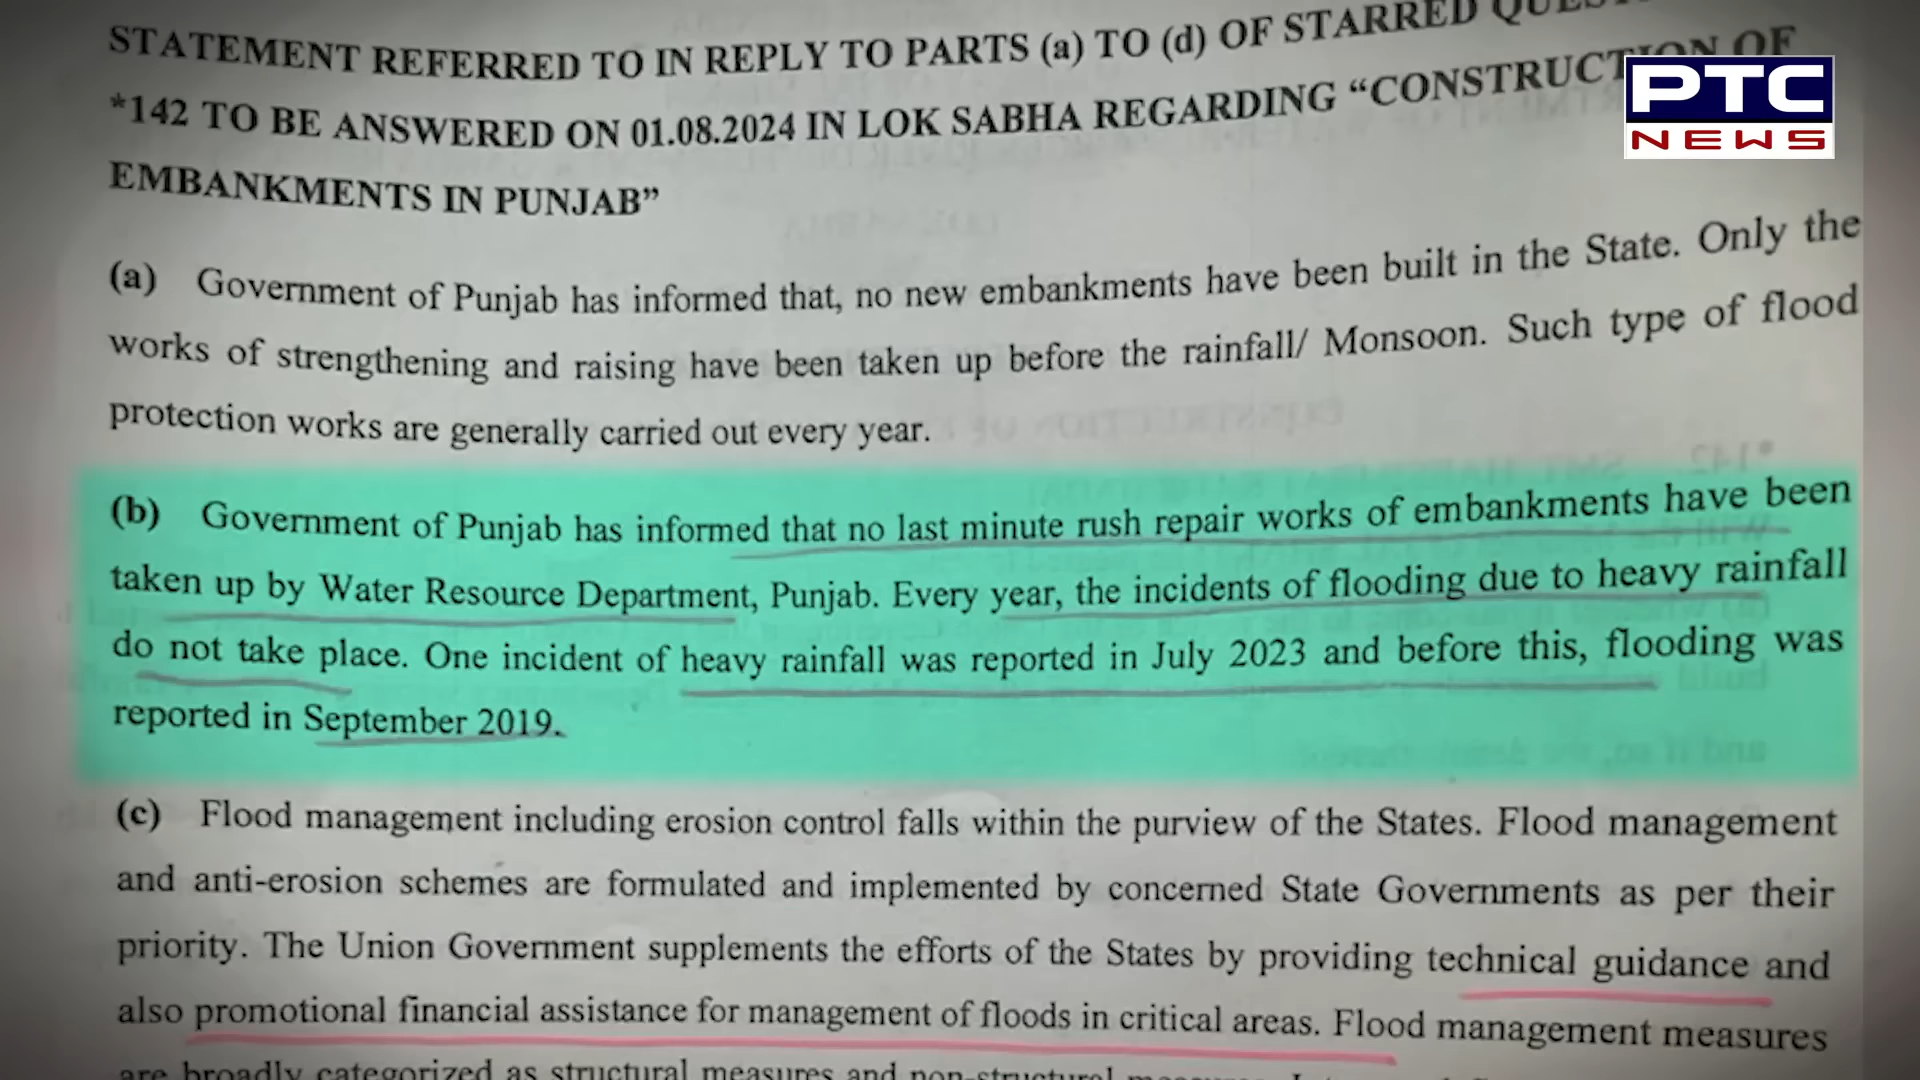 STATEMENT REFERRED TO IN REPLY TO PARTS (a) TO (d) OF STARRED
*142 TO BE ANSWERED ON 01.08.2024 IN LOK SABHA REGARDING “CONSTRUCTION OF
EMBANKMENTS IN PUNJAB”
PTC
NEWS
(a) Government of Punjab has informed that, no new embankments have been built in the State. Only the
works of strengthening and raising have been taken up before the rainfall/ Monsoon. Such type of flood
protection works are generally carried out every year.
(b) Government of Punjab has informed that no last minute rush repair works of embankments have been
taken up by Water Resource Department, Punjab. Every year, the incidents of flooding due to heavy rainfall
do not take place. One incident of heavy rainfall was reported in July 2023 and before this, flooding was
reported in September 2019.
(c) Flood management including erosion control falls within the purview of the States. Flood management
and anti-erosion schemes are formulated and implemented by concerned State Governments as per their
priority. The Union Government supplements the efforts of the States by providing technical guidance and
also promotional financial assistance for management of floods in critical areas. Flood management measures
are broadly categorized as structural measures and non-structural